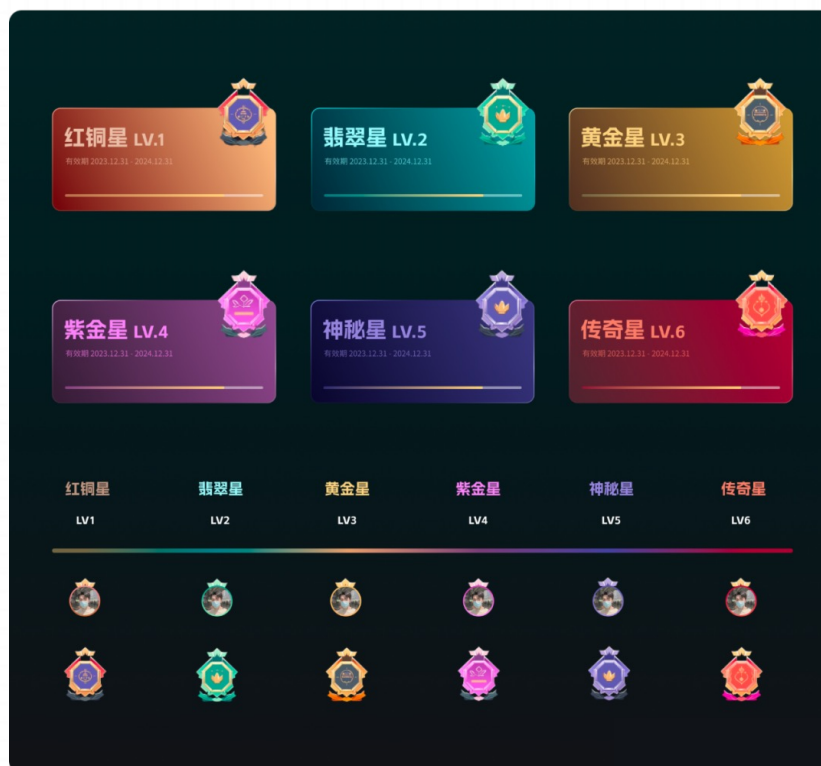 红铜星 LV.1
有效期 2023.12.31 - 2024.12.31
翡翠星 LV.2
有效期 2023.12.31 - 2024.12.31
黄金星 LV.3
有效期 2023.12.31 - 2024.12.31
紫金星 LV.4
有效期 2023.12.31 - 2024.12.31
神秘星 LV.5
有效期 2023.12.31 - 2024.12.31
传奇星 LV.6
有效期 2023.12.31 - 2024.12.31
红铜星 翡翠星 黄金星 紫金星 神秘星 传奇星
LV1 LV2 LV3 LV4 LV5 LV6